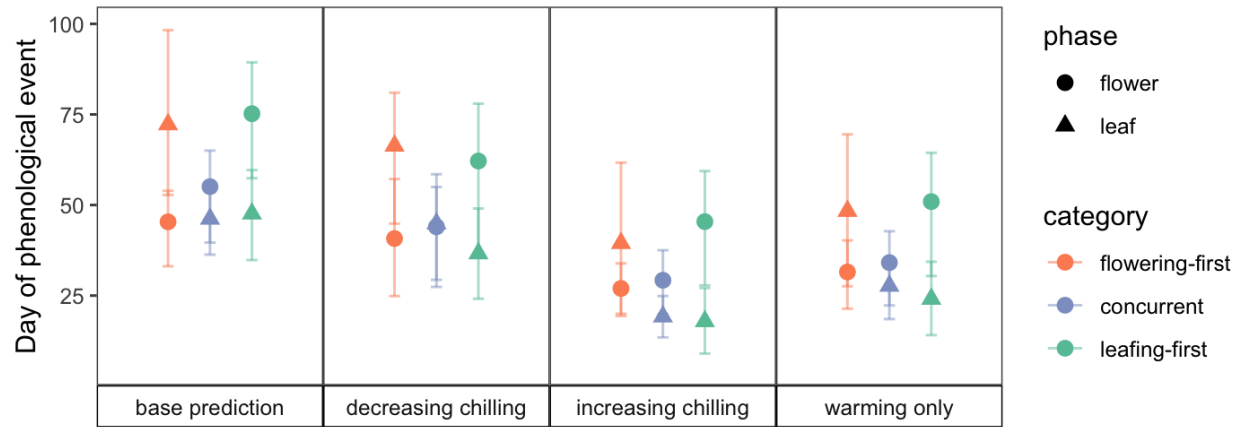 Day of phenological event
100
75
50
25
base prediction
decreasing chilling
increasing chilling
warming only
phase
flower
leaf
category
flowering-first
concurrent
leafing-first